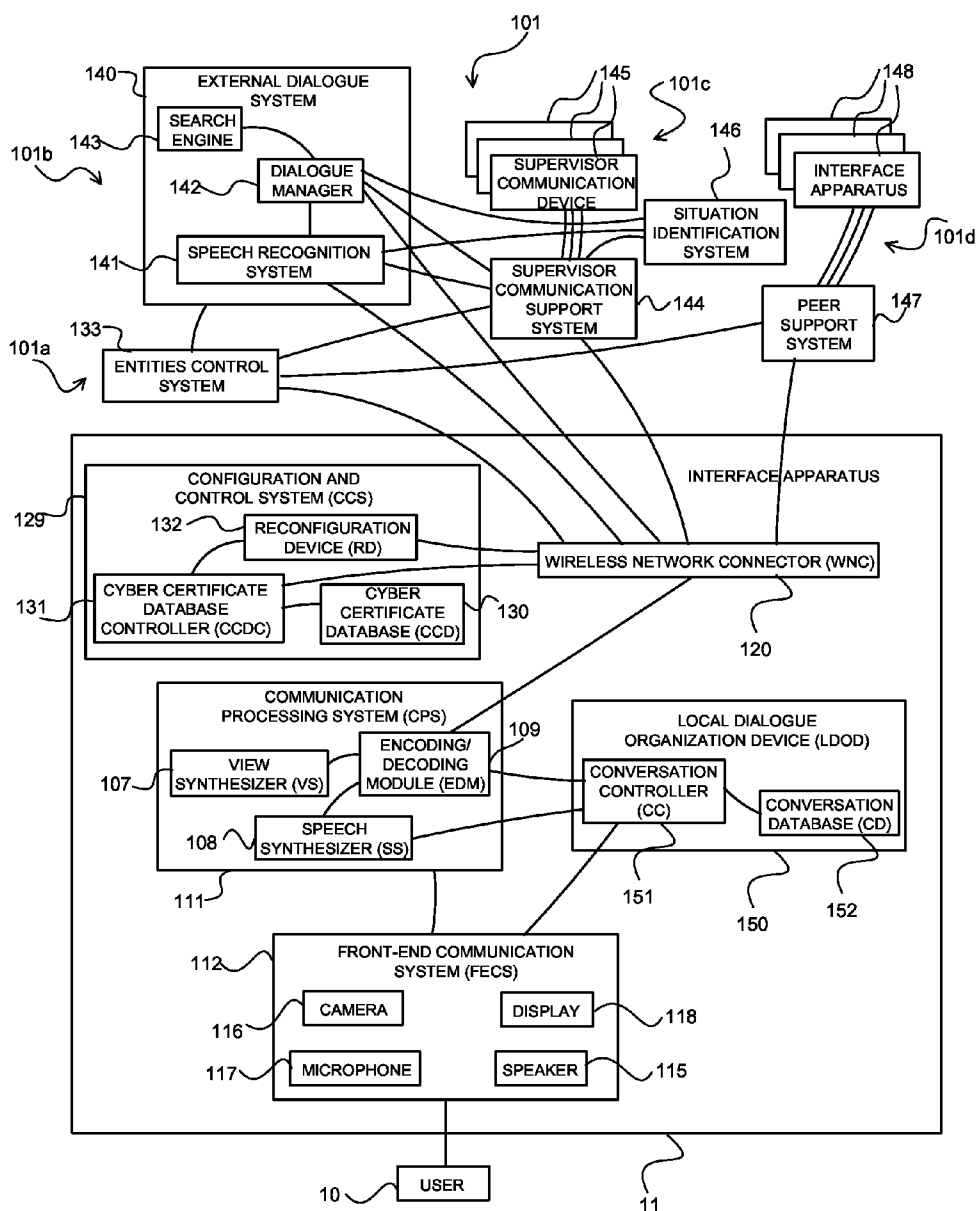 101
140
EXTERNAL DIALOGUE
SYSTEM
145
148
101c
SEARCH
ENGINE
143
146
101b
SUPERVISOR
COMMUNICATION
DEVICE
INTERFACE
APPARATUS
DIALOGUE
MANAGER
142
SITUATION
IDENTIFICATION
SYSTEM
101d
141
SPEECH RECOGNITION
SYSTEM
SUPERVISOR
COMMUNICATION
SUPPORT
SYSTEM
144
PEER
SUPPORT
SYSTEM
147
133
101a
ENTITIES CONTROL
SYSTEM
INTERFACE APPARATUS
CONFIGURATION AND
CONTROL SYSTEM (CCS)
129
132
RECONFIGURATION
DEVICE (RD)
WIRELESS NETWORK CONNECTOR (WNC)
131
CYBER CERTIFICATE
DATABASE
CONTROLLER (CCDC)
CYBER
CERTIFICATE
DATABASE (CCD)
130
120
COMMUNICATION
PROCESSING SYSTEM (CPS)
109
LOCAL DIALOGUE
ORGANIZATION DEVICE (LDOD)
ENCODING/
DECODING
MODULE (EDM)
107
VIEW
SYNTHESIZER (VS)
CONVERSATION
CONTROLLER
(CC)
CONVERSATION
DATABASE (CD)
108
SPEECH
SYNTHESIZER (SS)
111
151
150
152
112
FRONT-END COMMUNICATION
SYSTEM (FECS)
CAMERA
DISPLAY
116
118
MICROPHONE
SPEAKER
117
115
10
USER
11